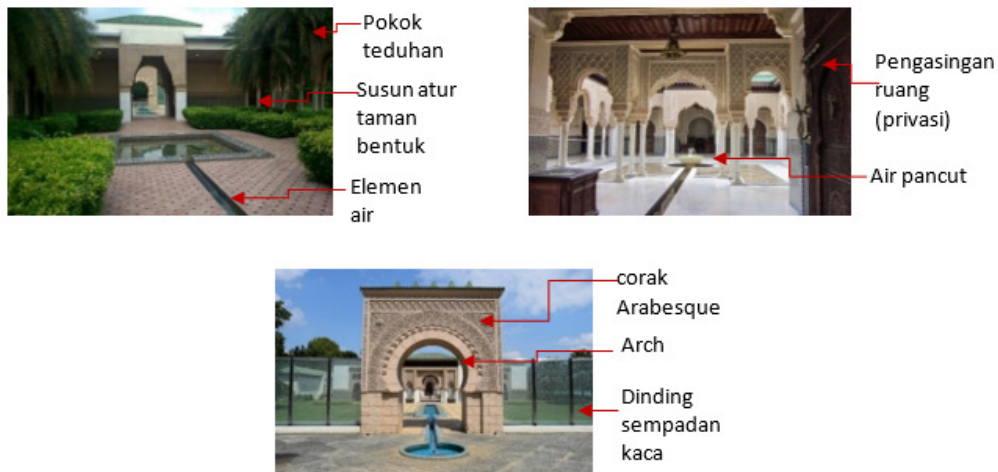 Pokok
teduhan
Susun atur
taman
bentuk
Elemen
air
Pengasingan
ruang
(privasi)
Air pancut
corak
Arabesque
Arch
Dinding
sempadan
kaca